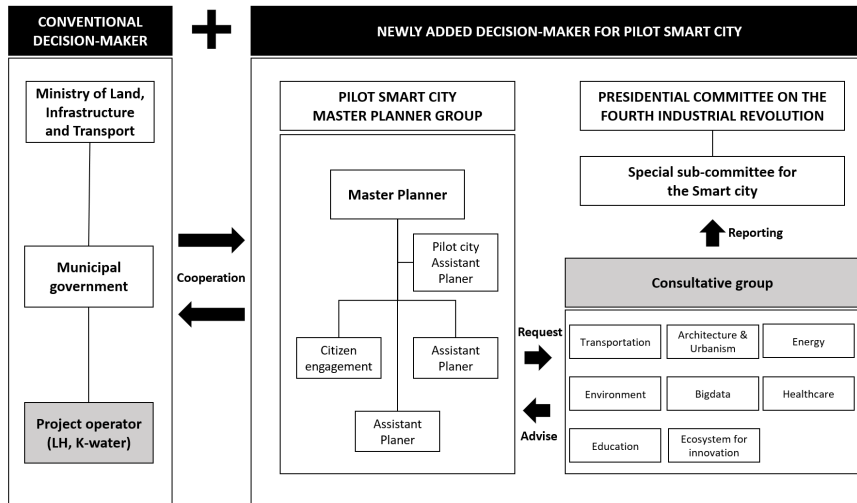 CONVENTIONAL
DECISION-MAKER
NEWLY ADDED DECISION-MAKER FOR PILOT SMART CITY
Ministry of Land,
Infrastructure
and Transport
Municipal
government
Project operator
(LH, K-water)
Cooperation
PILOT SMART CITY
MASTER PLANNER GROUP
Master Planner
Pilot city
Assistant
Planer
Citizen
engagement
Assistant
Planer
Assistant
Planer
Request
Advise
PRESIDENTIAL COMMITTEE ON THE
FOURTH INDUSTRIAL REVOLUTION
Special sub-committee for
the Smart city
Reporting
Consultative group
Transportation
Architecture &
Urbanism
Energy
Environment
Bigdata
Healthcare
Education
Ecosystem for
innovation